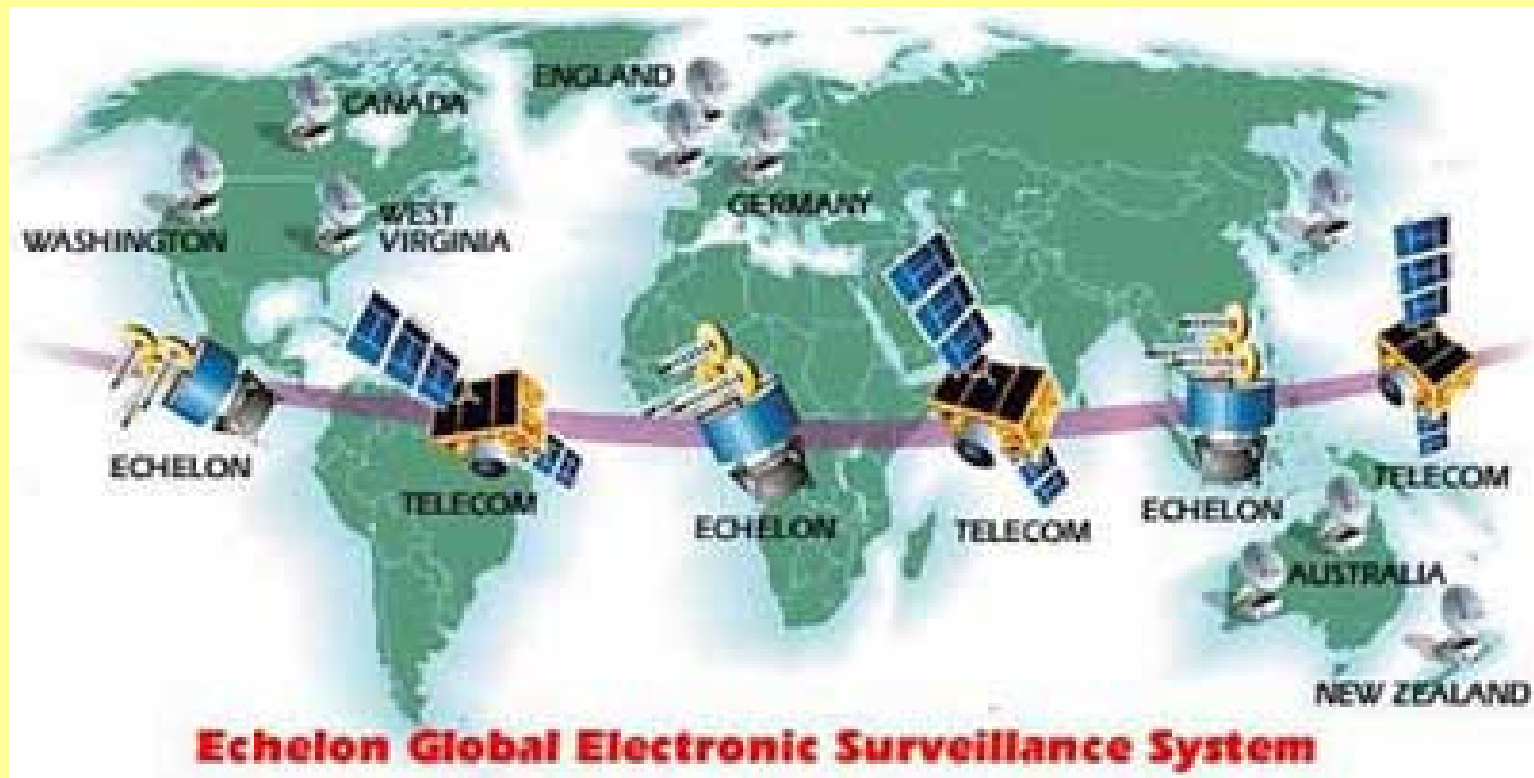 ENGLAND
CANADA
GERMANY
WEST
VIRGINIA
WASHINGTON
ECHELON
TELECOM
ECHELON
TELECOM
ECHELON
TELECOM
AUSTRALIA
NEW ZEALAND
Echelon Global Electronic Surveillance System